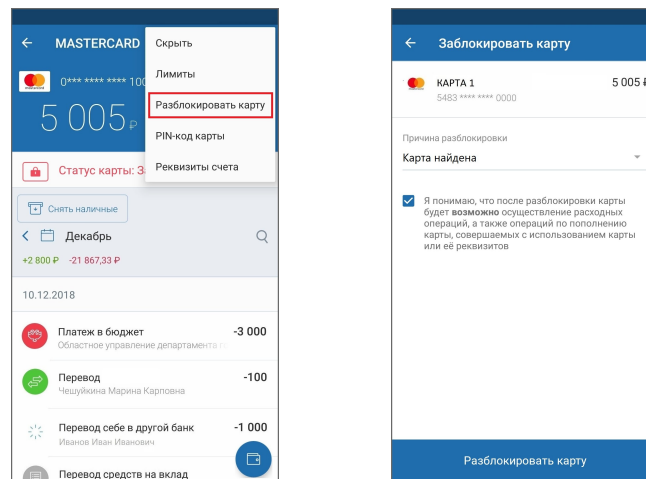 MASTERCARD
Скрыть
Лимиты
Разблокировать карту
PIN-код карты
Реквизиты счета
0*** **** **** 100
5 005 ₽
Статус карты: З
Снять наличные
Декабрь
+2 800 ₽ -21 867,33 ₽
10.12.2018
Платеж в бюджет -3 000
Областное управление департамента г
Перевод -100
Чешуйкина Марина Карповна
Перевод себе в другой банк -1 000
Иванов Иван Иванович
Перевод средств на вклад
Заблокировать карту
КАРТА 1 5 005 ₽
5483 **** **** 0000
Причина разблокировки
Карта найдена
Я понимаю, что после разблокировки карты
будет возможно осуществление расходных
операций, а также операций по пополнению
карты, совершаемых с использованием карты
или её реквизитов
Разблокировать карту